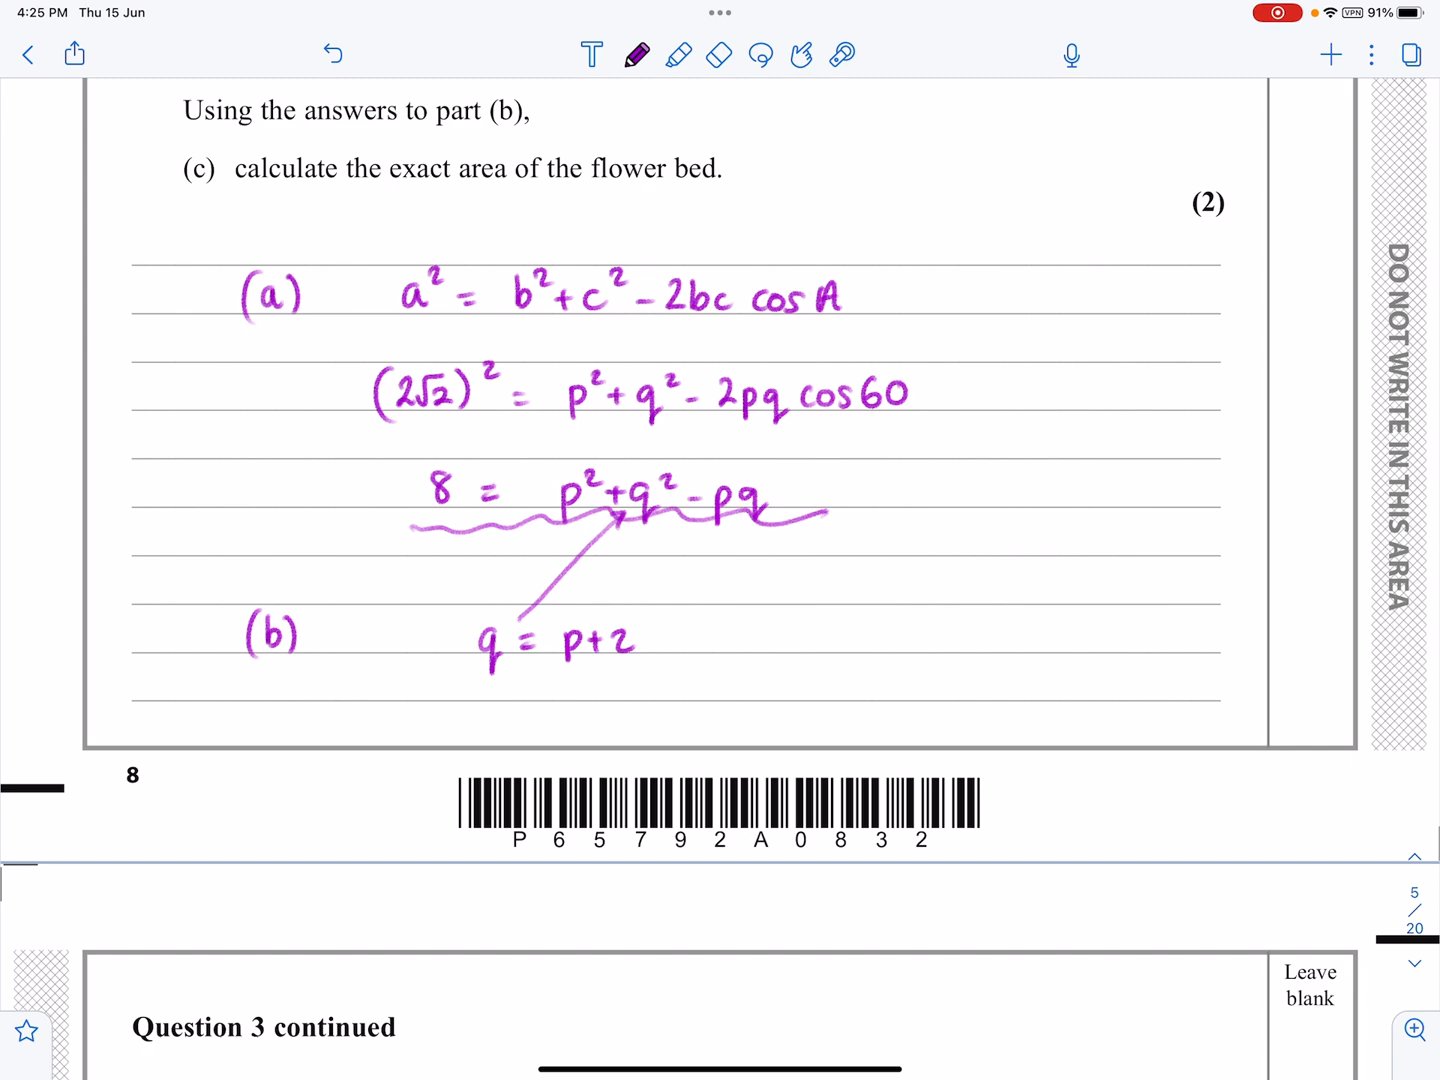 4:25 PM Thu 15 Jun
VPN 91%
T
Using the answers to part (b),
(c) calculate the exact area of the flower bed.
(2)
(a) a² = b² + c² - 2bc cos A
(2√2)² = p² + q² - 2pq cos 60
8 = p² + q² - pq
(b) q = p + 2
DO NOT WRITE IN THIS AREA
8
P 6 5 7 9 2 A 0 8 3 2
5
/
20
Leave
blank
Question 3 continued